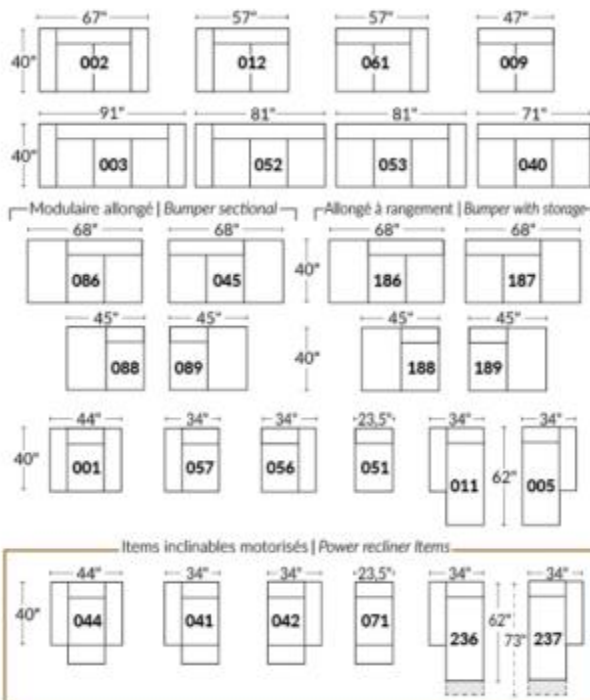 67" 57" 57" 47"
40" 002 012 061 009
91" 81" 81" 71"
40" 003 052 053 040
Modulaire allongé | Bumper sectional Allongé à rangement | Bumper with storage
68" 68" 68" 68"
086 045 40" 186 187
45" 45" 45" 45"
088 089 40" 188 189
44" 34" 34" 23,5" 34" 34"
40" 001 057 056 051 011 62" 005
Items inclinables motorisés | Power recliner Items
44" 34" 34" 23,5" 34" 34"
40" 044 041 042 071 236 62" 73" 237